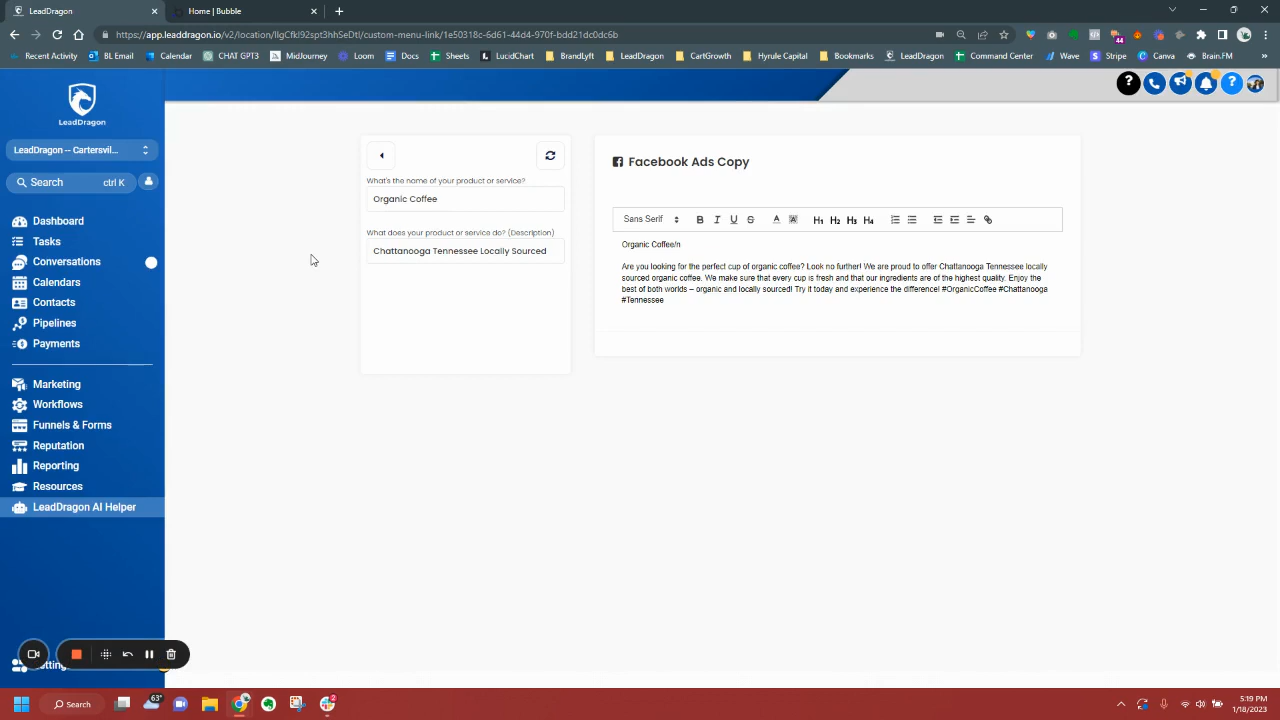 LeadDragon
Home | Bubble
https://app.leaddragon.io/v2/location/IlgCfkl92spt3hhSeDtI/custom-menu-link/1e50318c-6d61-44d4-970f-bdd21dc0dc6b
Recent Activity
BL Email
Calendar
CHAT GPT3
MidJourney
Loom
Docs
Sheets
LucidChart
BrandLyft
LeadDragon
CartGrowth
Hyrule Capital
Bookmarks
LeadDragon
Command Center
Wave
Stripe
Canva
Brain.FM
44
LeadDragon
LeadDragon -- Cartersvil...
Search
ctrl K
Dashboard
Tasks
Conversations
Calendars
Contacts
Pipelines
Payments
Marketing
Workflows
Funnels & Forms
Reputation
Reporting
Resources
LeadDragon AI Helper
What's the name of your product or service?
Organic Coffee
What does your product or service do? (Description)
Chattanooga Tennessee Locally Sourced
Facebook Ads Copy
Sans Serif
B I U S A H1 H2 H3 H4
Organic Coffee/n
Are you looking for the perfect cup of organic coffee? Look no further! We are proud to offer Chattanooga Tennessee locally
sourced organic coffee. We make sure that every cup is fresh and that our ingredients are of the highest quality. Enjoy the
best of both worlds – organic and locally sourced! Try it today and experience the difference! #OrganicCoffee #Chattanooga
#Tennessee
Search
63°
2
5:19 PM
1/18/2023